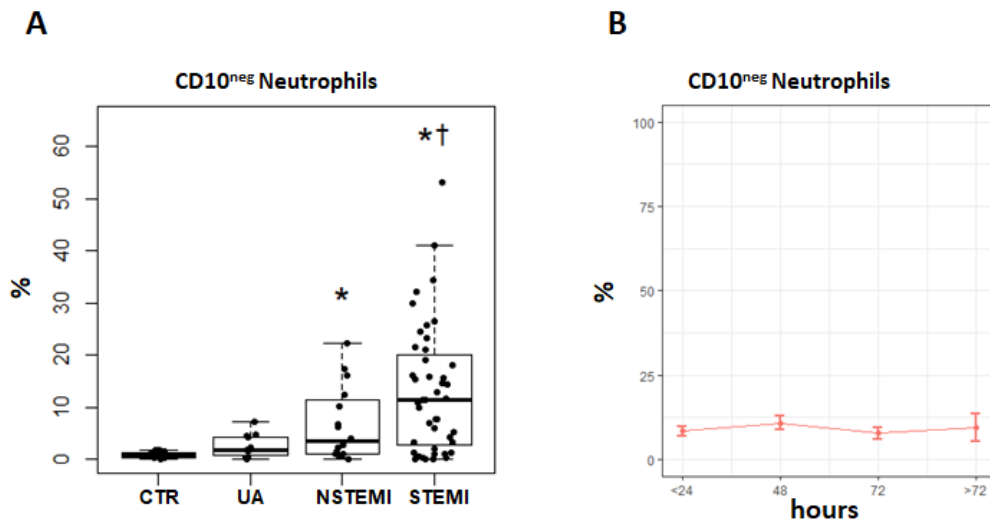 A
CD10neg Neutrophils
%
60
50
40
30
20
10
0
*
*†
CTR UA NSTEMI STEMI
B
CD10neg Neutrophils
%
100
75
50
25
0
<24 48 72 >72
hours